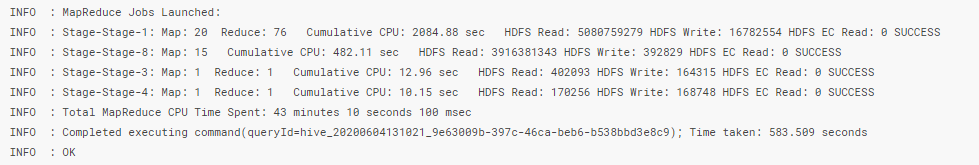 INFO  : MapReduce Jobs Launched:
INFO  : Stage-Stage-1: Map: 20  Reduce: 76   Cumulative CPU: 2084.88 sec   HDFS Read: 5080759279 HDFS Write: 16782554 HDFS EC Read: 0 SUCCESS
INFO  : Stage-Stage-8: Map: 15   Cumulative CPU: 482.11 sec   HDFS Read: 3916381343 HDFS Write: 392829 HDFS EC Read: 0 SUCCESS
INFO  : Stage-Stage-3: Map: 1  Reduce: 1   Cumulative CPU: 12.96 sec   HDFS Read: 402093 HDFS Write: 164315 HDFS EC Read: 0 SUCCESS
INFO  : Stage-Stage-4: Map: 1  Reduce: 1   Cumulative CPU: 10.15 sec   HDFS Read: 170256 HDFS Write: 168748 HDFS EC Read: 0 SUCCESS
INFO  : Total MapReduce CPU Time Spent: 43 minutes 10 seconds 100 msec
INFO  : Completed executing command(queryId=hive_20200604131021_9e63009b-397c-46ca-beb6-b538bbd3e8c9); Time taken: 583.509 seconds
INFO  : OK